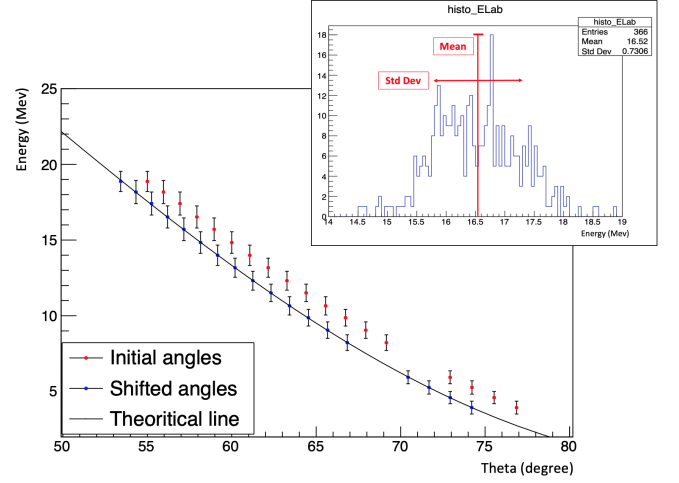 histo_ELab
histo_ELab
Entries 366
Mean 16.52
Std Dev 0.7306
Mean
Std Dev
18
16
14
12
10
8
6
4
2
0
14 14.5 15 15.5 16 16.5 17 17.5 18 18.5 19
Energy (Mev)
Energy (Mev)
25
20
15
10
5
Initial angles
Shifted angles
Theoritical line
50 55 60 65 70 75 80
Theta (degree)